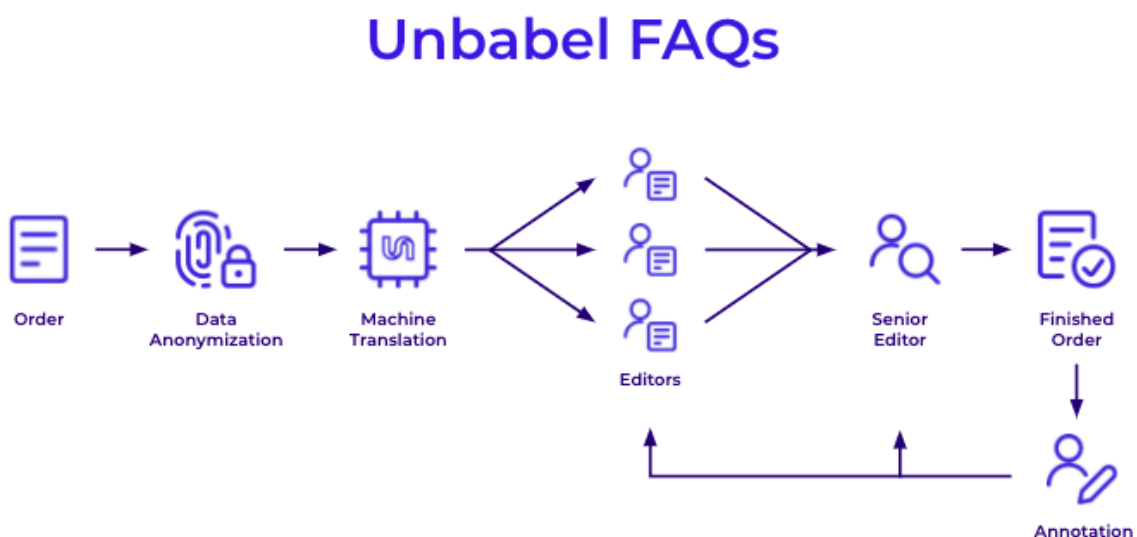 Unbabel FAQs
Order
Data
Anonymization
Machine
Translation
Editors
Senior
Editor
Finished
Order
Annotation